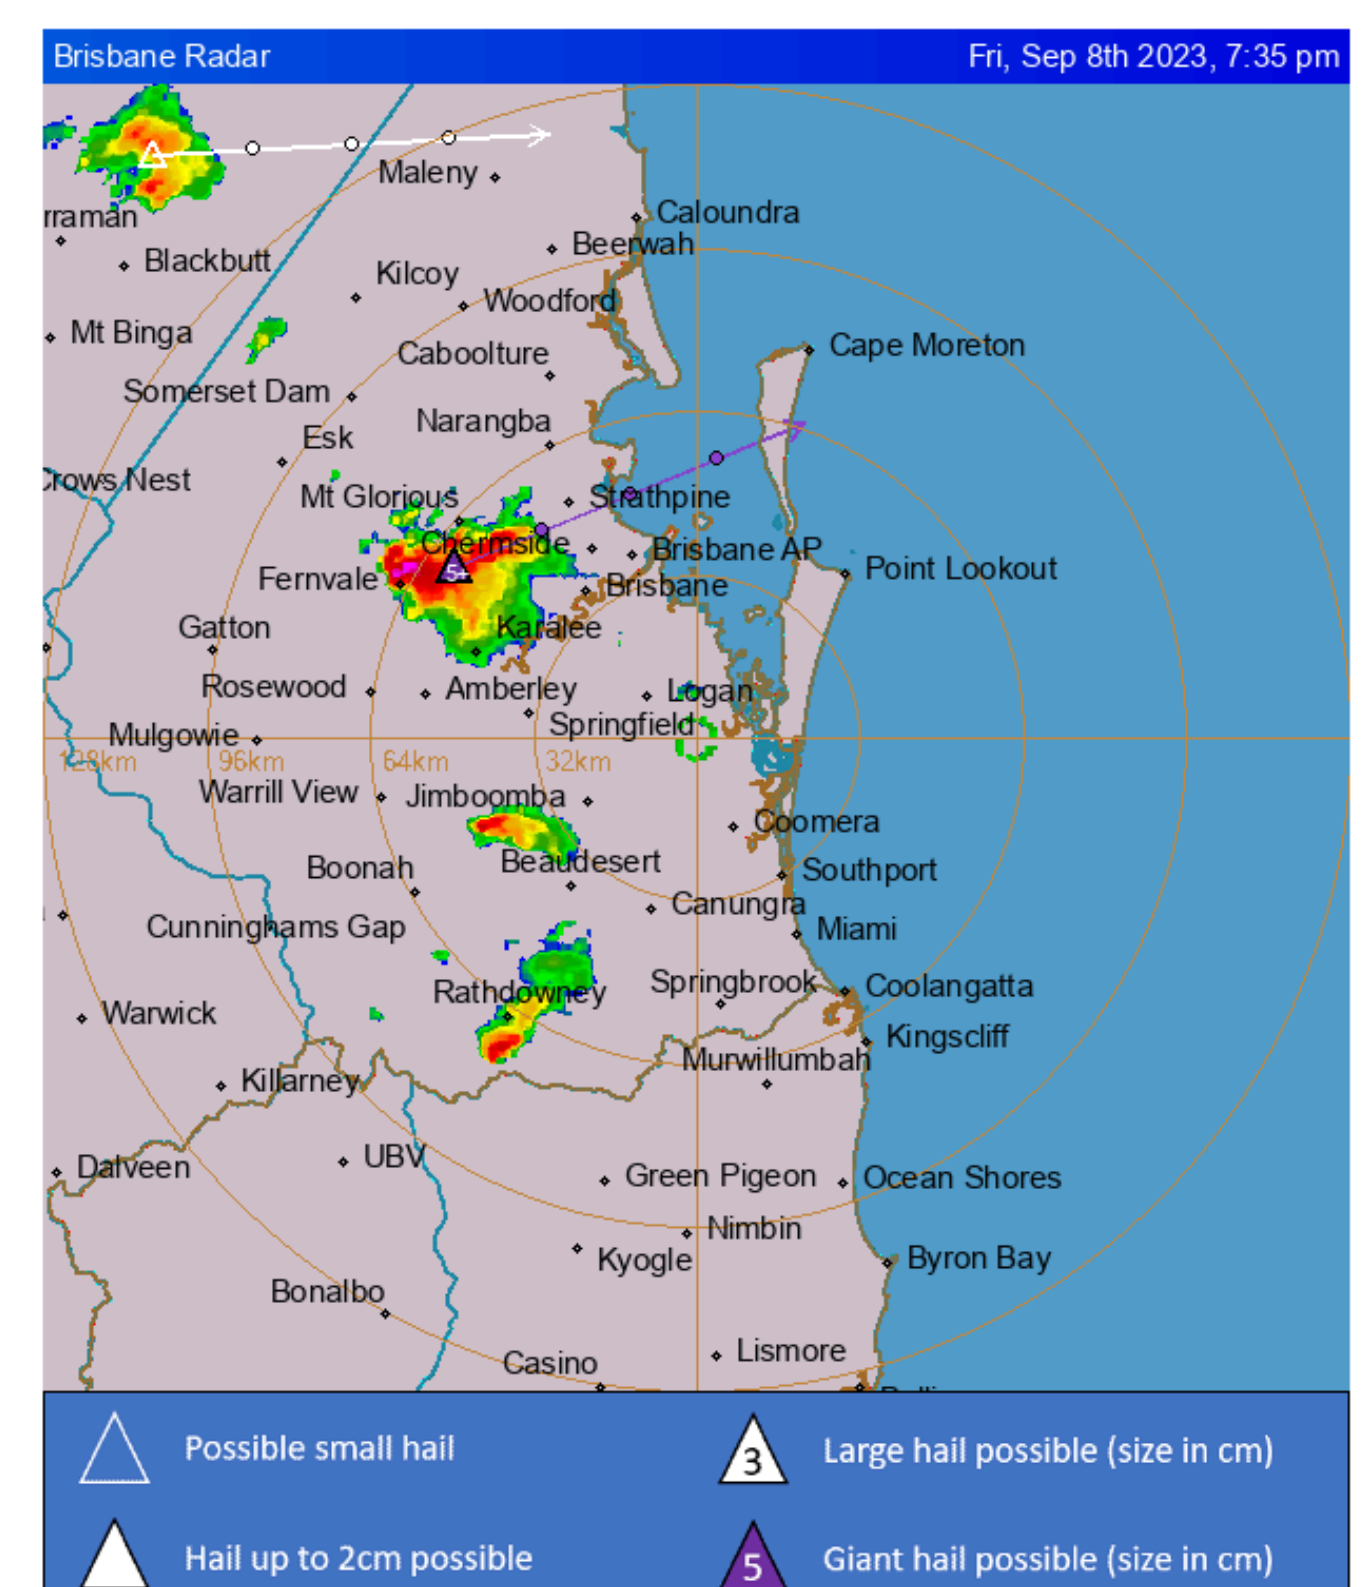 Brisbane Radar
Fri, Sep 8th 2023, 7:35 pm
Maleny
rraman
Caloundra
Blackbutt
Beerwah
Kilcoy
Woodford
Mt Binga
Cape Moreton
Caboolture
Somerset Dam
Narangba
Esk
Crows Nest
Mt Glorious
Strathpine
Chermside
Brisbane AP
5+
Fernvale
Point Lookout
Brisbane
Gatton
Karalee
Rosewood
Amberley
Logan
Springfield
Mulgowie
128km
96km
64km
32km
Warrill View
Jimboomba
Coomera
Boonah
Beaudesert
Southport
Canungra
Cunninghams Gap
Miami
Rathdowney
Springbrook
Coolangatta
Warwick
Kingscliff
Murwillumbah
Killarney
Dalveen
UBV
Green Pigeon
Ocean Shores
Nimbin
Kyogle
Byron Bay
Bonalbo
Lismore
Casino
Possible small hail
3
Large hail possible (size in cm)
Hail up to 2cm possible
5
Giant hail possible (size in cm)